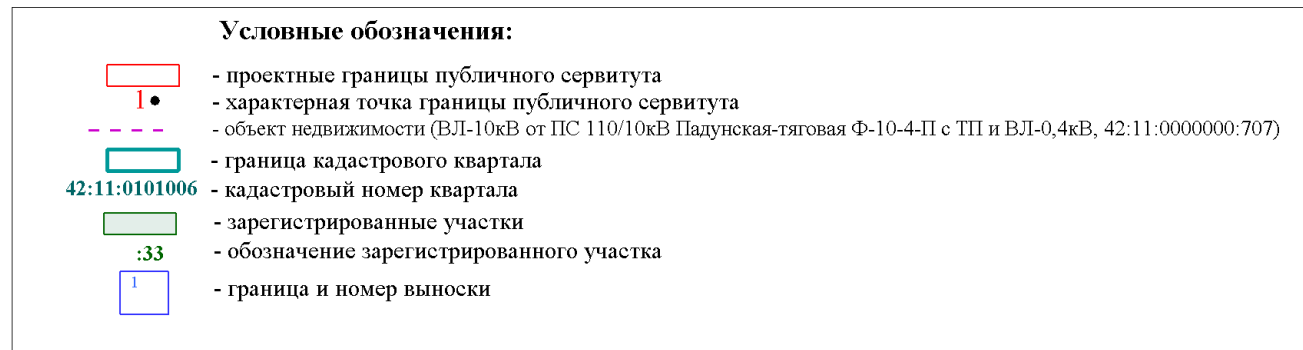 Условные обозначения:
- проектные границы публичного сервитута
1 - характерная точка границы публичного сервитута
- объект недвижимости (ВЛ-10кВ от ПС 110/10кВ Падунская-тяговая Ф-10-4-П с ТП и ВЛ-0,4кВ, 42:11:0000000:707)
- граница кадастрового квартала
42:11:0101006 - кадастровый номер квартала
- зарегистрированные участки
:33 - обозначение зарегистрированного участка
1 - граница и номер выноски